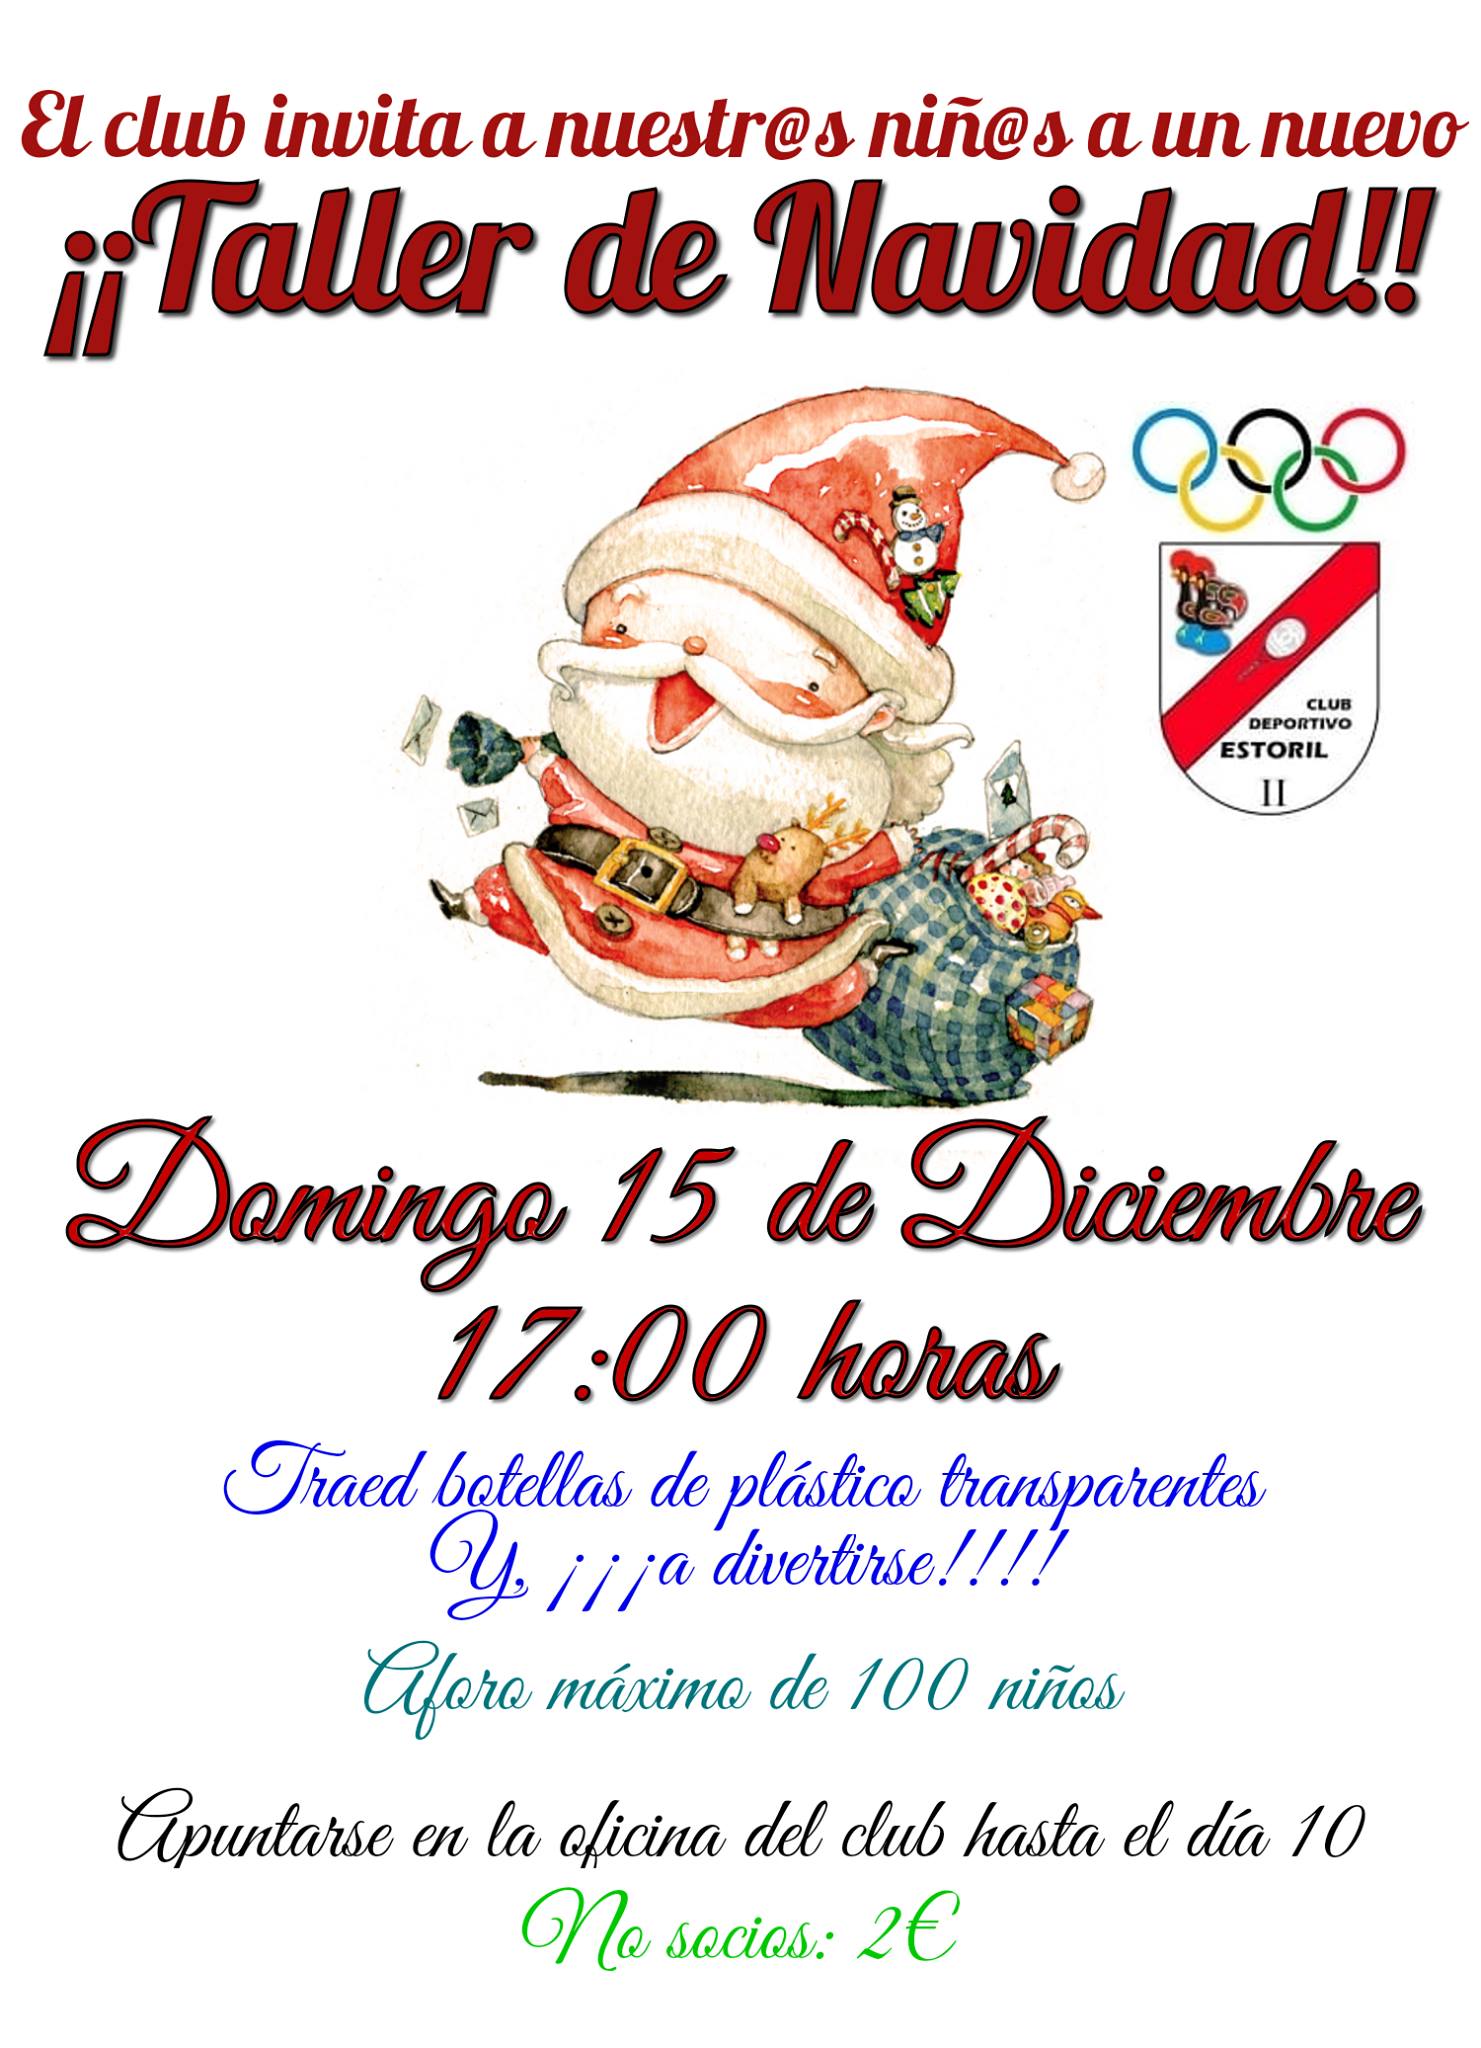 El club invita a nuestr@s niñ@s a un nuevo
¡¡Taller de Navidad!!
CLUB
DEPORTIVO
ESTORIL
II
Domingo 15 de Diciembre
17:00 horas
Traed botellas de plástico transparentes
Y, ¡¡¡a divertirse!!!!
Aforo máximo de 100 niños
Apuntarse en la oficina del club hasta el día 10
No socios: 2€